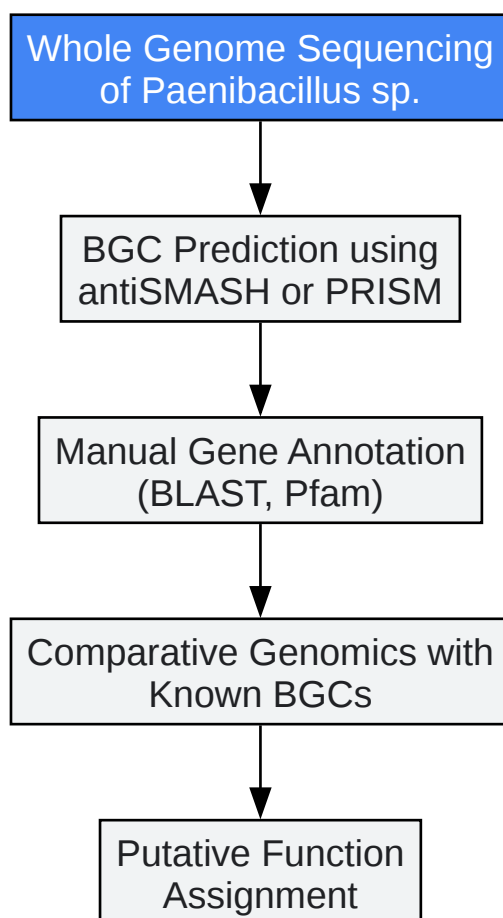 Whole Genome Sequencing
of Paenibacillus sp.
BGC Prediction using
antiSMASH or PRISM
Manual Gene Annotation
(BLAST, Pfam)
Comparative Genomics with
Known BGCs
Putative Function
Assignment